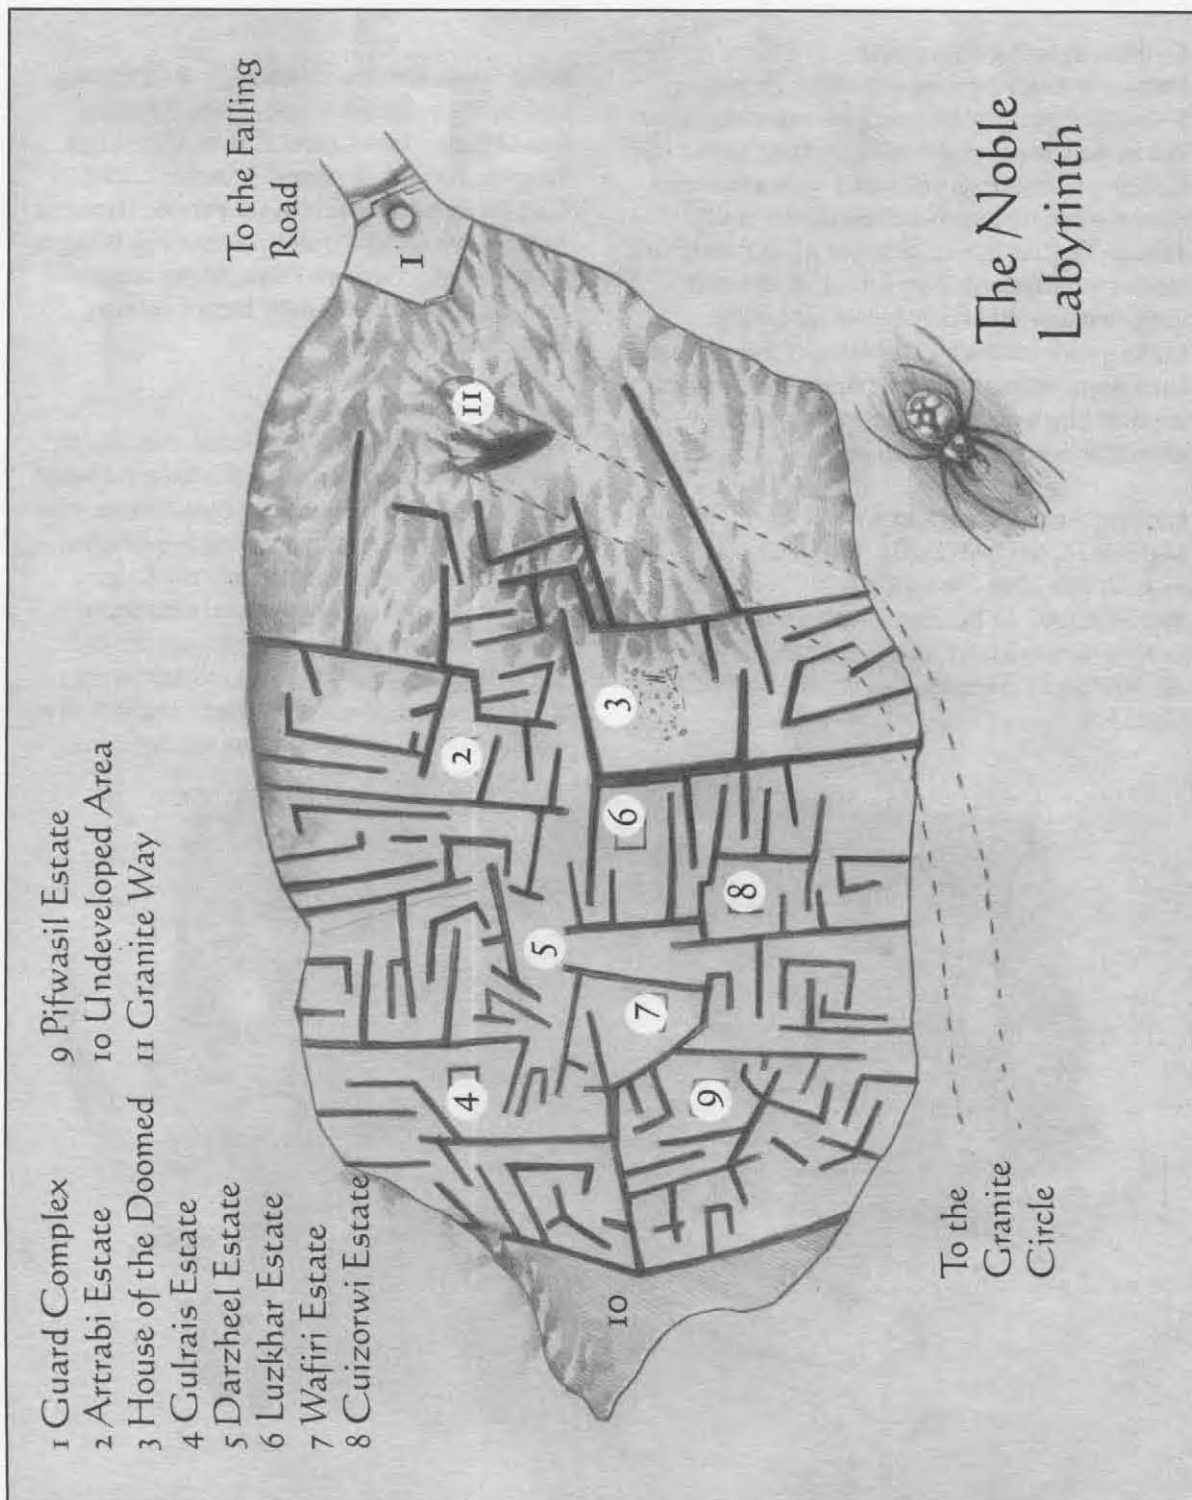 1 Guard Complex
2 Artrabi Estate
3 House of the Doomed
4 Gulrais Estate
5 Darzheel Estate
6 Luzkhar Estate
7 Wafiri Estate
8 Cuizorwi Estate
9 Pifwasil Estate
10 Undeveloped Area
11 Granite Way
To the Falling
Road
1
11
2
3
6
8
5
7
4
9
10
To the
Granite
Circle
The Noble
Labyrinth